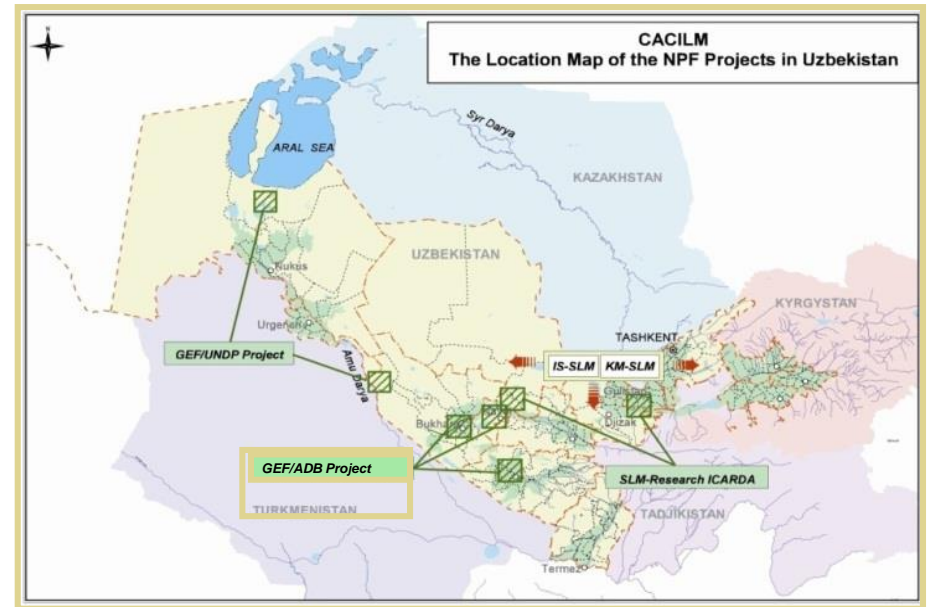 N
CACILM
The Location Map of the NPF Projects in Uzbekistan
Syr Darya
ARAL SEA
KAZAKHSTAN
UZBEKISTAN
Nukus
KYRGYSTAN
Urgench
TASHKENT
GEF/UNDP Project
Amu Darya
IS-SLM KM-SLM
Gulistan
Bukhara
Djizak
GEF/ADB Project
SLM-Research ICARDA
TURKMENISTAN
TADJIKISTAN
Termez